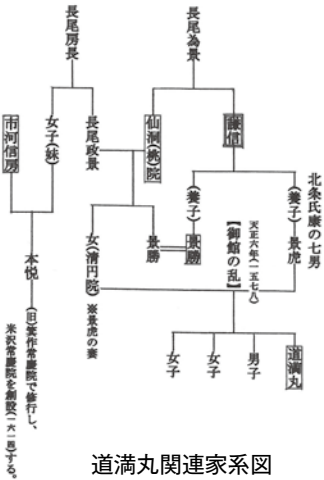 北条氏康の七男
(養子)景虎
天正六年(一五七八)
【御館の乱】
長尾為景
謙信
(養子)景勝
仙洞(桃)院
景勝
女(清円院)※景虎の妻
長尾房長
長尾政景
女子(妹)
市河信房
本悦
(旧)箕作常慶院で修行し、
米沢常慶院を創設(一六一四)する。
道満丸
男子
女子
女子
道満丸関連家系図